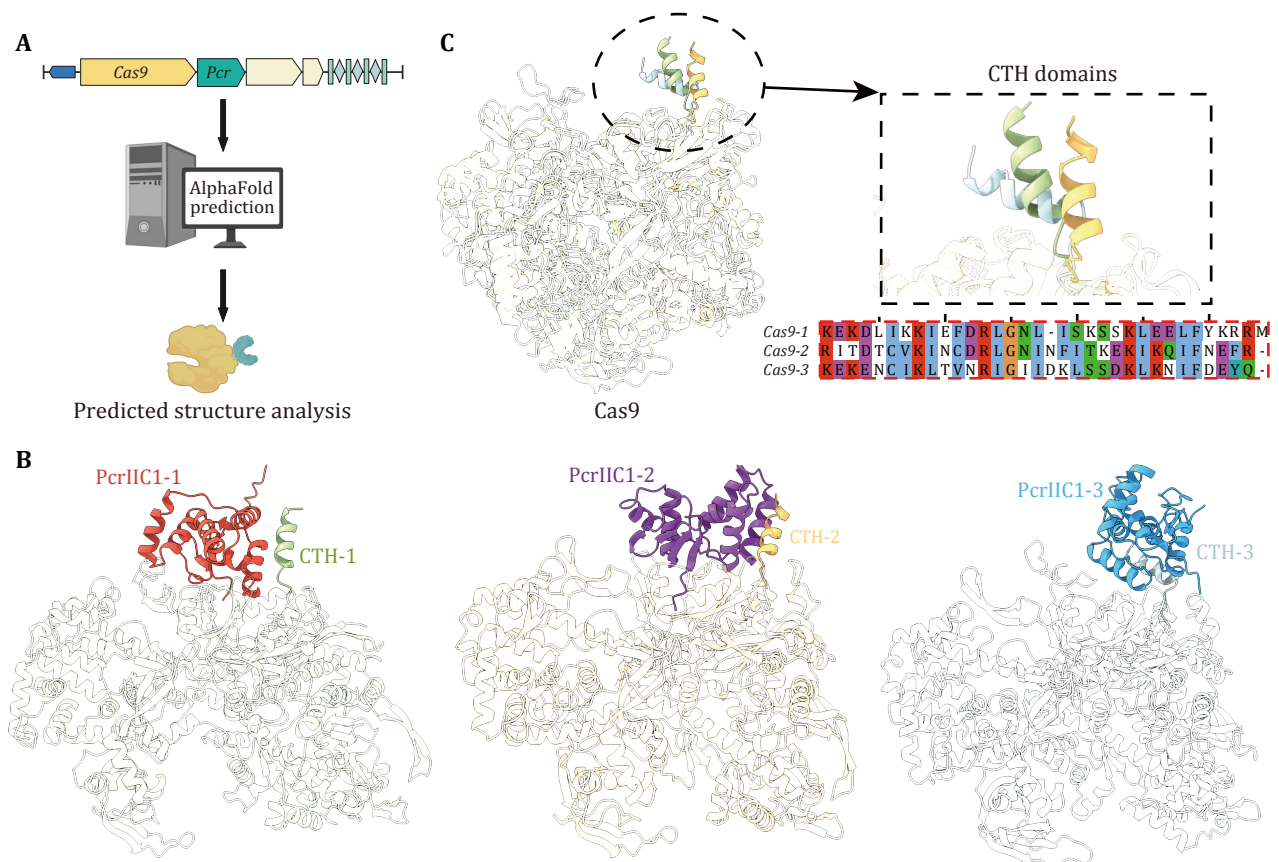 A
Cas9
Pcr
AlphaFold
prediction
Predicted structure analysis
C
CTH domains
Cas9
Cas9-1 KEKDLIKKIEFDRLGNL-ISKSSKLEELFYKRRM
Cas9-2 RITDTCVKINCDRLGNINFITKEKIKQIFNEFR-
Cas9-3 KEKENCIKLTVNRIGIIDKLSSDKLKNIFDEYQ-
B
PcrIIC1-1
CTH-1
PcrIIC1-2
CTH-2
PcrIIC1-3
CTH-3